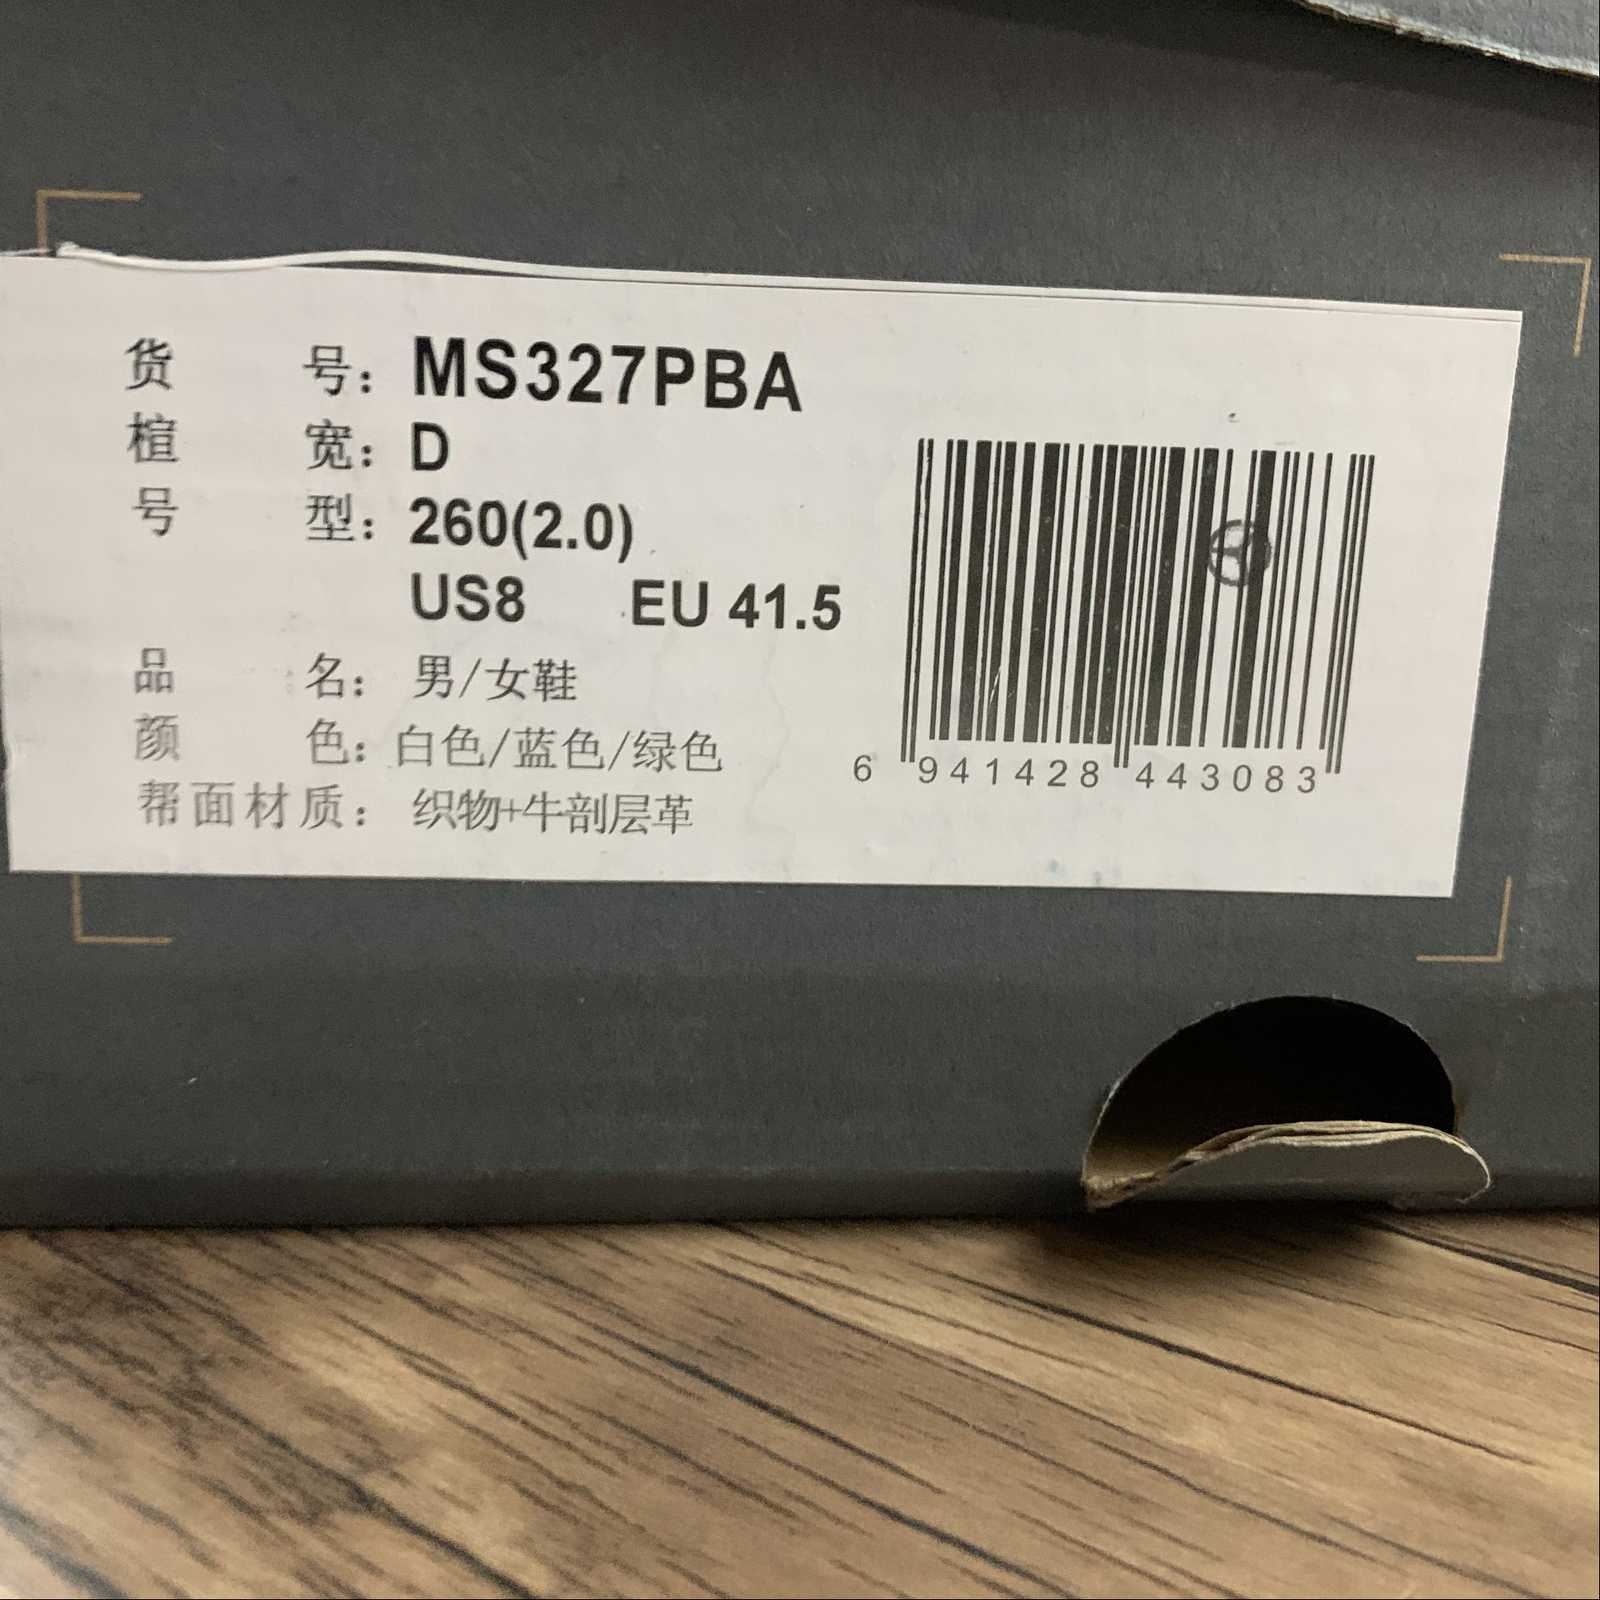 货 号: MS327PBA
楦 宽: D
号 型: 260(2.0)
US8 EU 41.5
品 名: 男/女鞋
颜 色: 白色/蓝色/绿色
帮面材质: 织物+牛剖层革
6 941428 443083